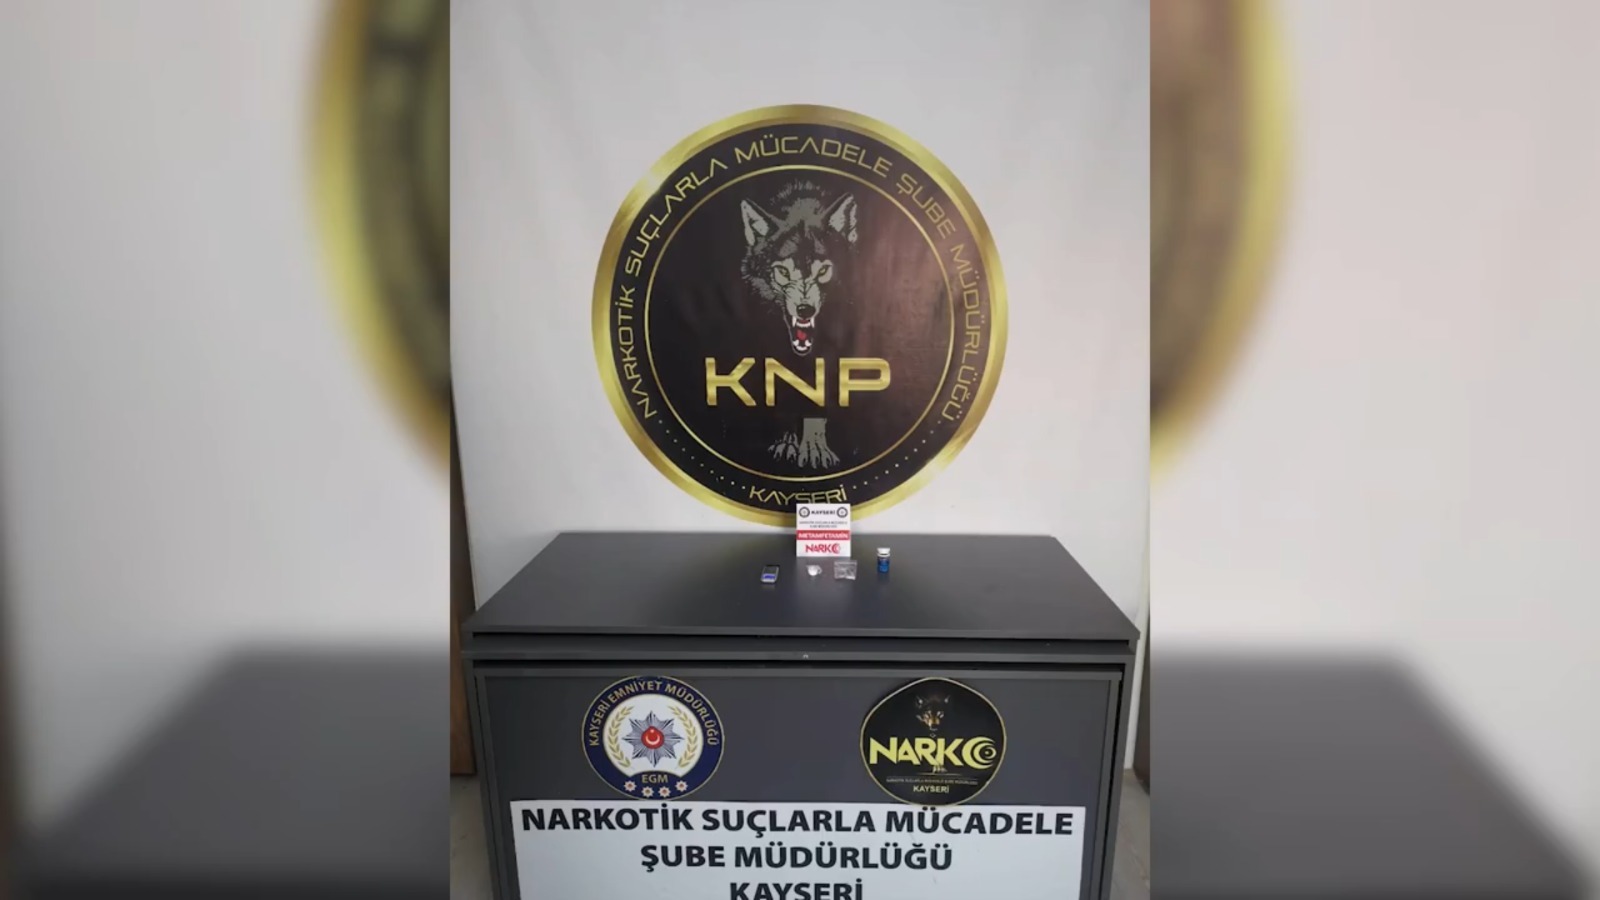 NARKOTİK SUÇLARLA MÜCADELE ŞUBE MÜDÜRLÜĞÜ
KNP
KAYSERİ
KAYSERİ
METAMFETAMİN
NARKO
KAYSERİ EMNİYET MÜDÜRLÜĞÜ
EGM
NARKO
KAYSERİ
NARKOTİK SUÇLARLA MÜCADELE
ŞUBE MÜDÜRLÜĞÜ
KAYSERİ